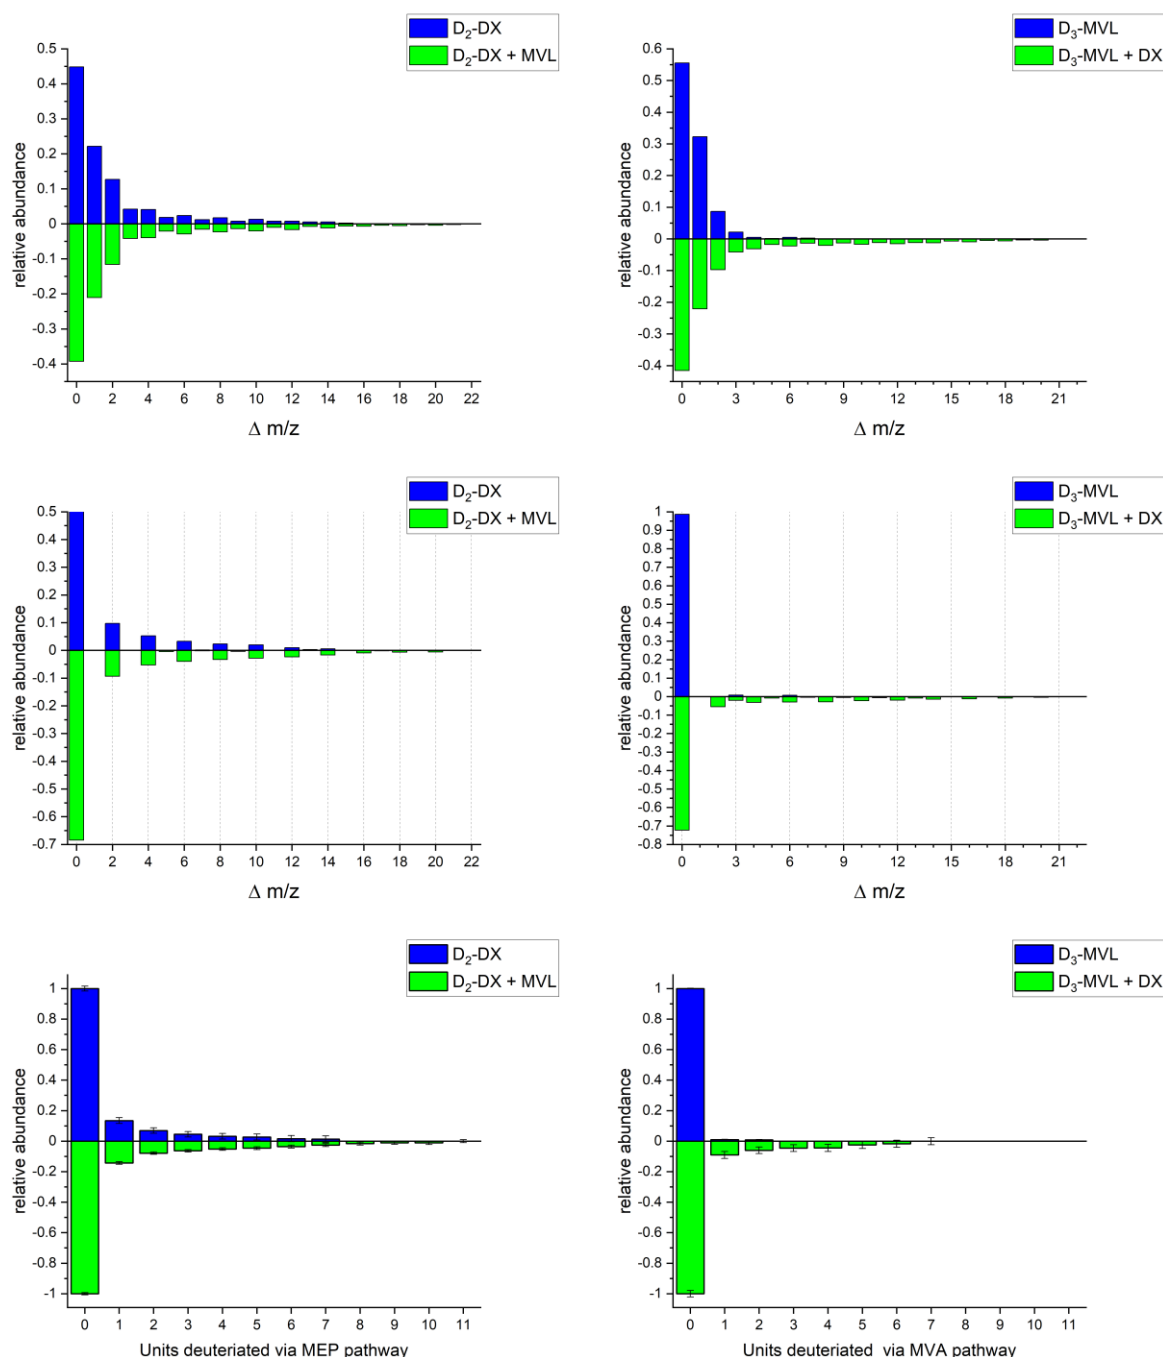 D₂-DX
D₂-DX + MVL
0.5
0.4
0.3
0.2
0.1
0
-0.1
-0.2
-0.3
-0.4
relative abundance
0 2 4 6 8 10 12 14 16 18 20 22
Δ m/z
D₃-MVL
D₃-MVL + DX
0.6
0.5
0.4
0.3
0.2
0.1
0
-0.1
-0.2
-0.3
-0.4
relative abundance
0 3 6 9 12 15 18 21
Δ m/z
D₂-DX
D₂-DX + MVL
0.5
0.4
0.3
0.2
0.1
0
-0.1
-0.2
-0.3
-0.4
-0.5
-0.6
-0.7
relative abundance
0 2 4 6 8 10 12 14 16 18 20 22
Δ m/z
D₃-MVL
D₃-MVL + DX
1
0.9
0.8
0.7
0.6
0.5
0.4
0.3
0.2
0.1
0
-0.1
-0.2
-0.3
-0.4
-0.5
-0.6
-0.7
-0.8
relative abundance
0 3 6 9 12 15 18 21
Δ m/z
D₂-DX
D₂-DX + MVL
1
0.8
0.6
0.4
0.2
0
-0.2
-0.4
-0.6
-0.8
-1
relative abundance
0 1 2 3 4 5 6 7 8 9 10 11
Units deuteriated via MEP pathway
D₃-MVL
D₃-MVL + DX
1
0.8
0.6
0.4
0.2
0
-0.2
-0.4
-0.6
-0.8
-1
relative abundance
0 1 2 3 4 5 6 7 8 9 10 11
Units deuteriated via MVA pathway